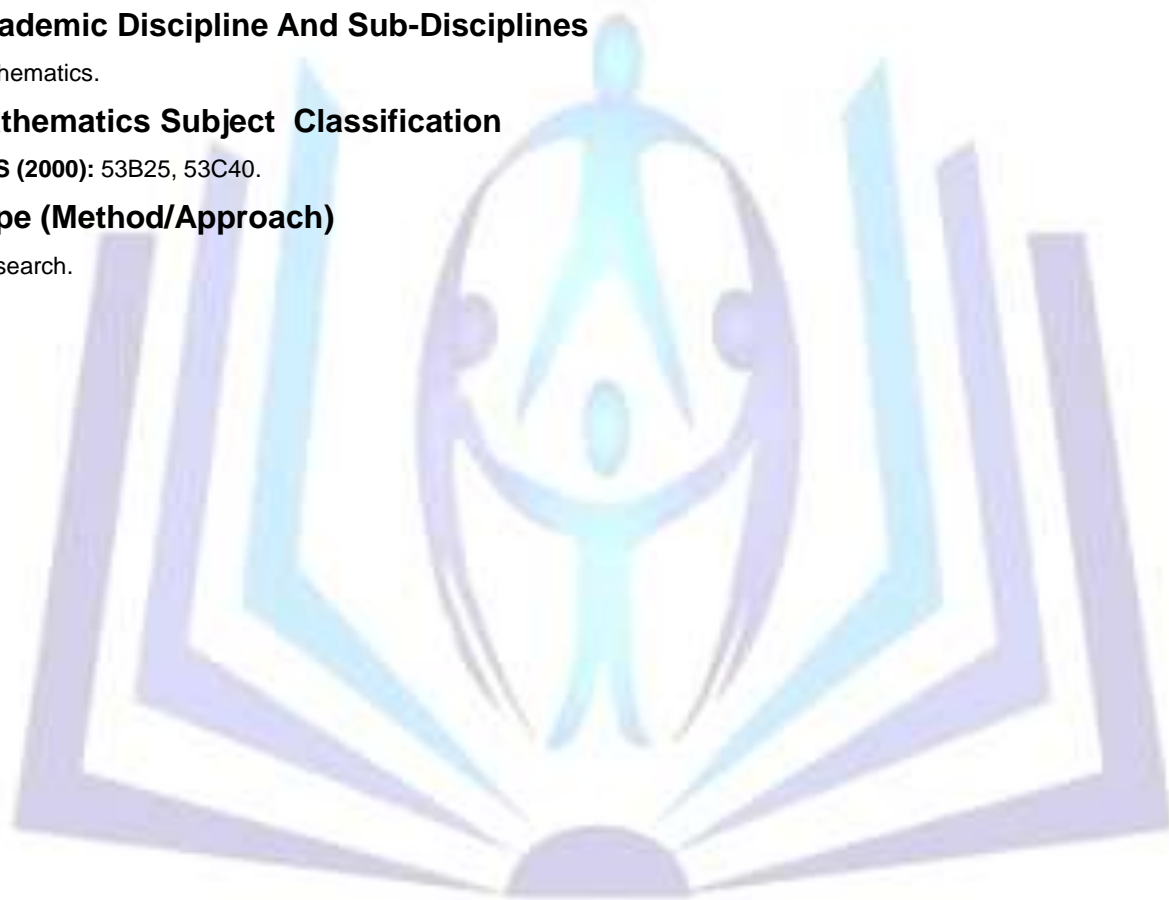 ademic Discipline And Sub-Disciplines
hematics.
thematics Subject Classification
S (2000): 53B25, 53C40.
pe (Method/Approach)
search.